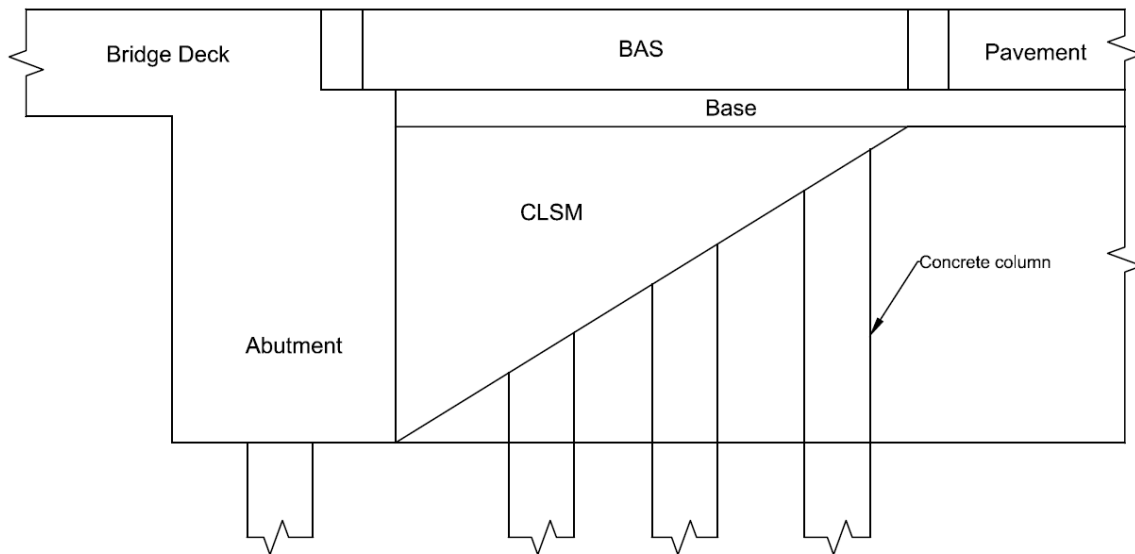 Bridge Deck
BAS
Pavement
Base
CLSM
Concrete column
Abutment